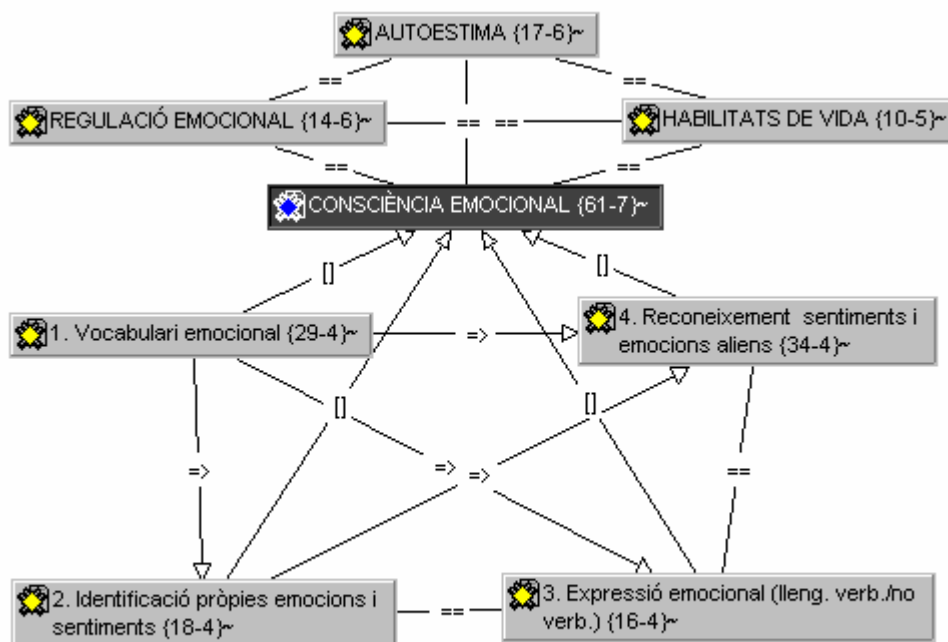 AUTOESTIMA {17-6}~
== ==
REGULACIÓ EMOCIONAL {14-6}~
== ==
HABILITATS DE VIDA {10-5}~
== ==
CONSCIÈNCIA EMOCIONAL {61-7}~
[] []
1. Vocabulari emocional {29-4}~
=>
4. Reconeixement sentiments i
emocions aliens {34-4}~
[] []
=> => => ==
2. Identificació pròpies emocions i
sentiments {18-4}~
==
3. Expressió emocional (lleng. verb./no
verb.) {16-4}~